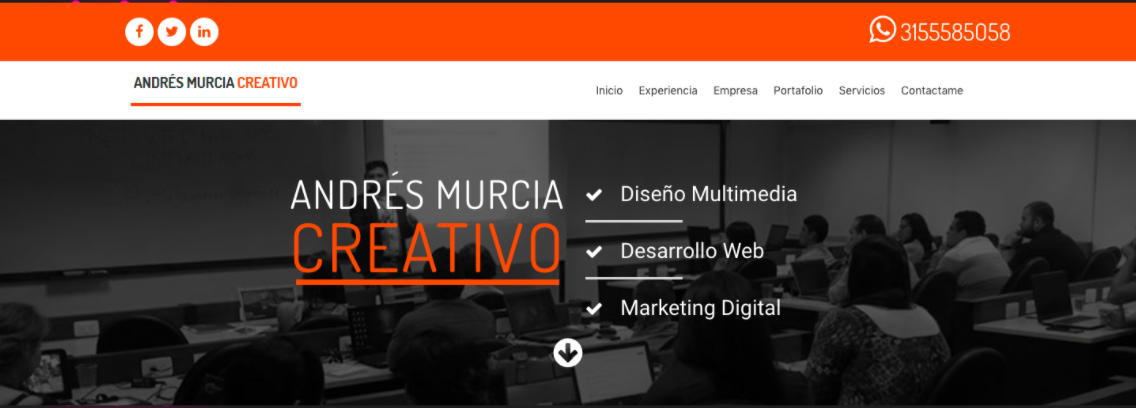 3155585058
ANDRÉS MURCIA CREATIVO
Inicio Experiencia Empresa Portafolio Servicios Contactame
ANDRÉS MURCIA
CREATIVO
Diseño Multimedia
Desarrollo Web
Marketing Digital